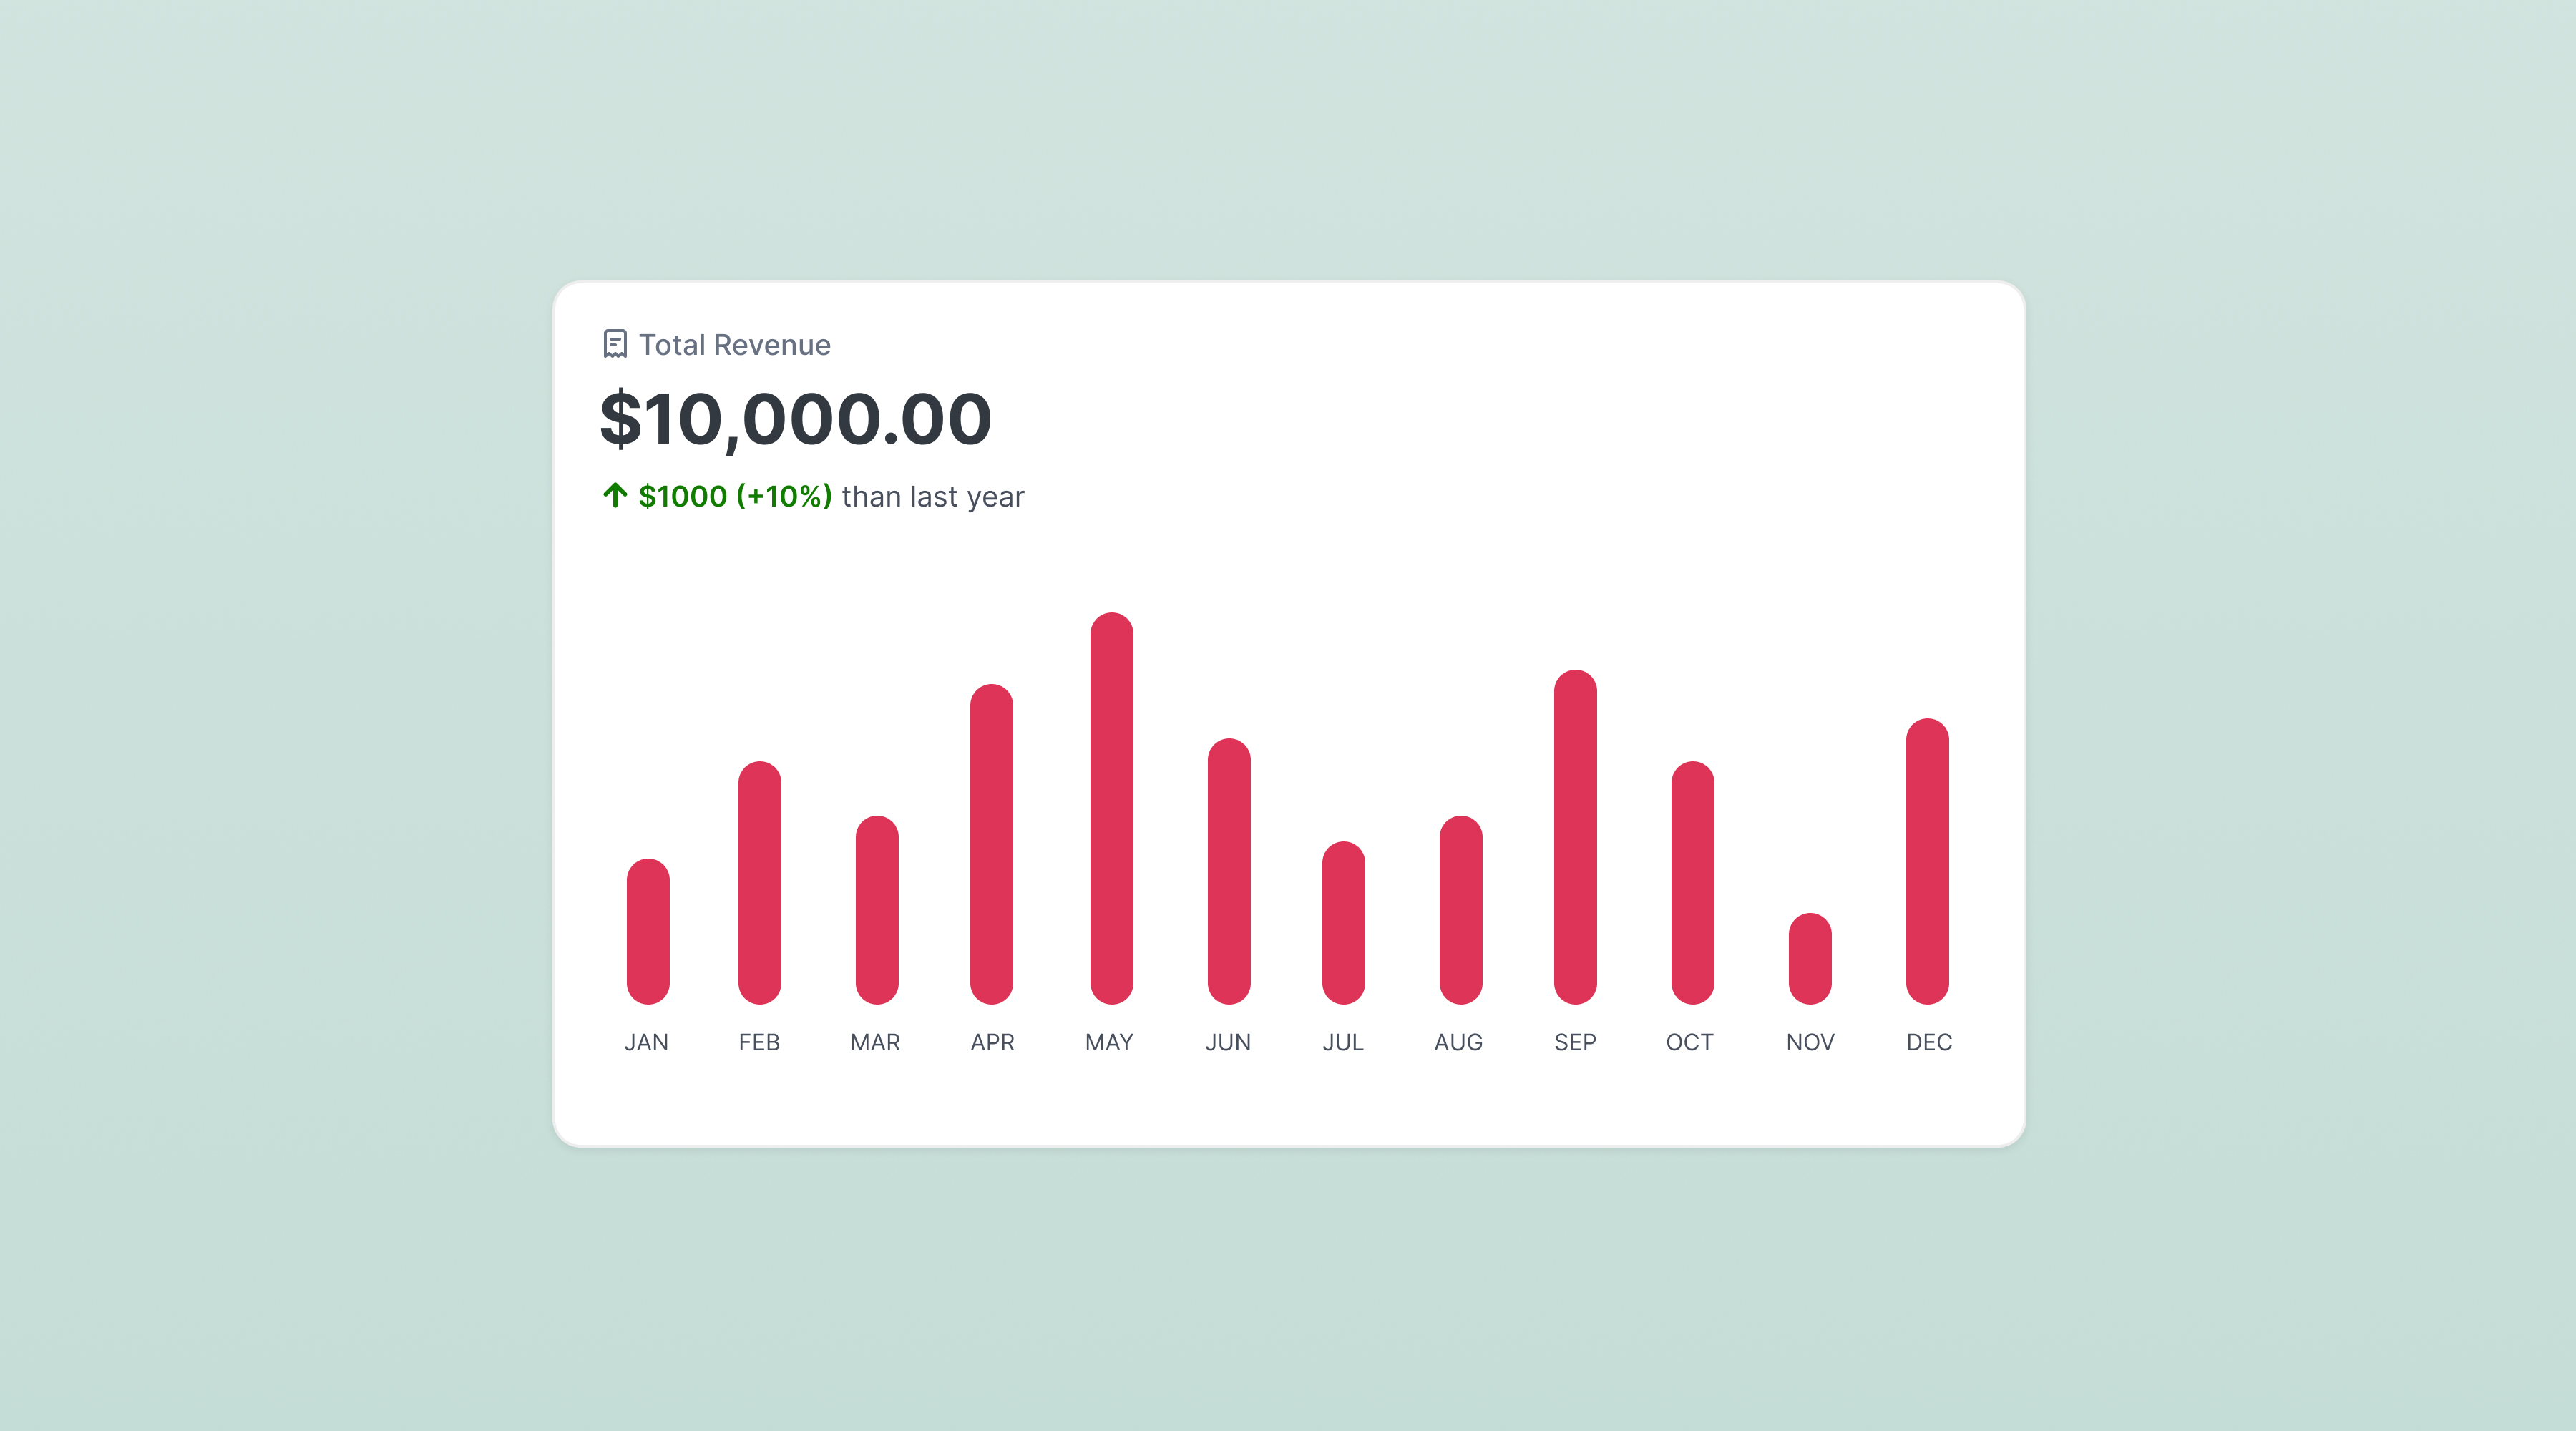 Total Revenue
$10,000.00
$1000 (+10%) than last year
JAN FEB MAR APR MAY JUN JUL AUG SEP OCT NOV DEC